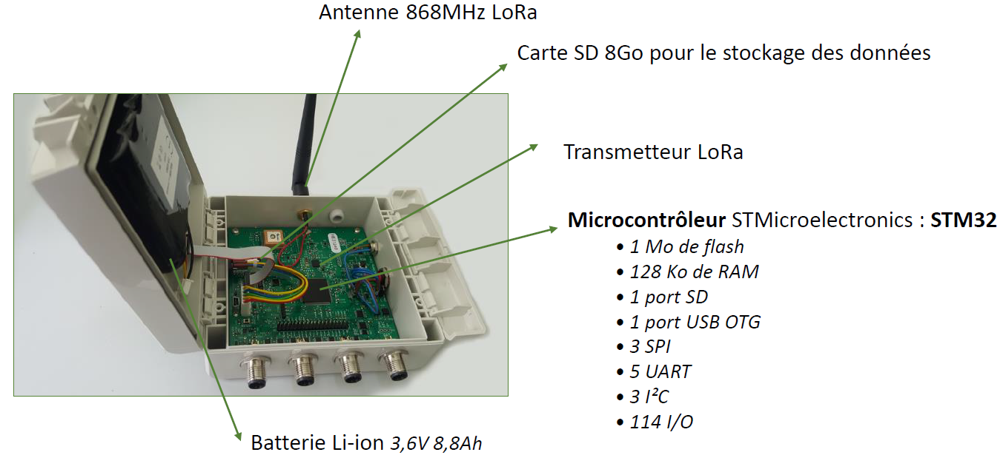 Antenne 868MHz LoRa
Carte SD 8Go pour le stockage des données
Transmetteur LoRa
Microcontrôleur STMicroelectronics : STM32
• 1 Mo de flash
• 128 Ko de RAM
• 1 port SD
• 1 port USB OTG
• 3 SPI
• 5 UART
• 3 I²C
• 114 I/O
Batterie Li-ion 3,6V 8,8Ah